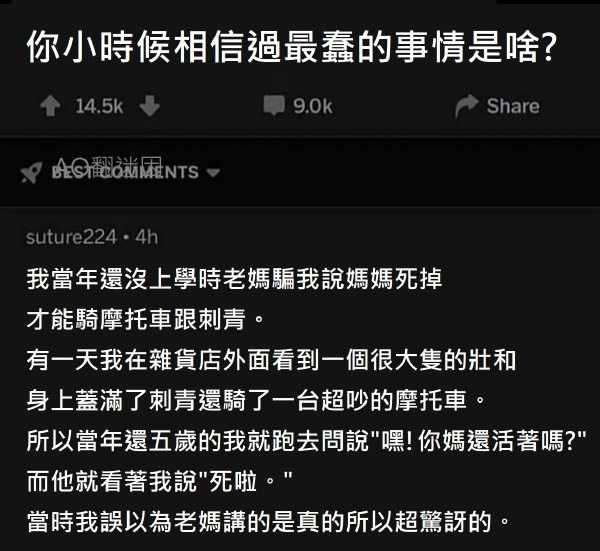 你小時候相信過最蠢的事情是啥?
14.5k 9.0k Share
AO翻迷因
BEST COMMENTS
suture224 • 4h
我當年還沒上學時老媽騙我說媽媽死掉
才能騎摩托車跟刺青。
有一天我在雜貨店外面看到一個很大隻的壯和
身上蓋滿了刺青還騎了一台超吵的摩托車。
所以當年還五歲的我就跑去問說"嘿!你媽還活著嗎?"
而他就看著我說"死啦。"
當時我誤以為老媽講的是真的所以超驚訝的。